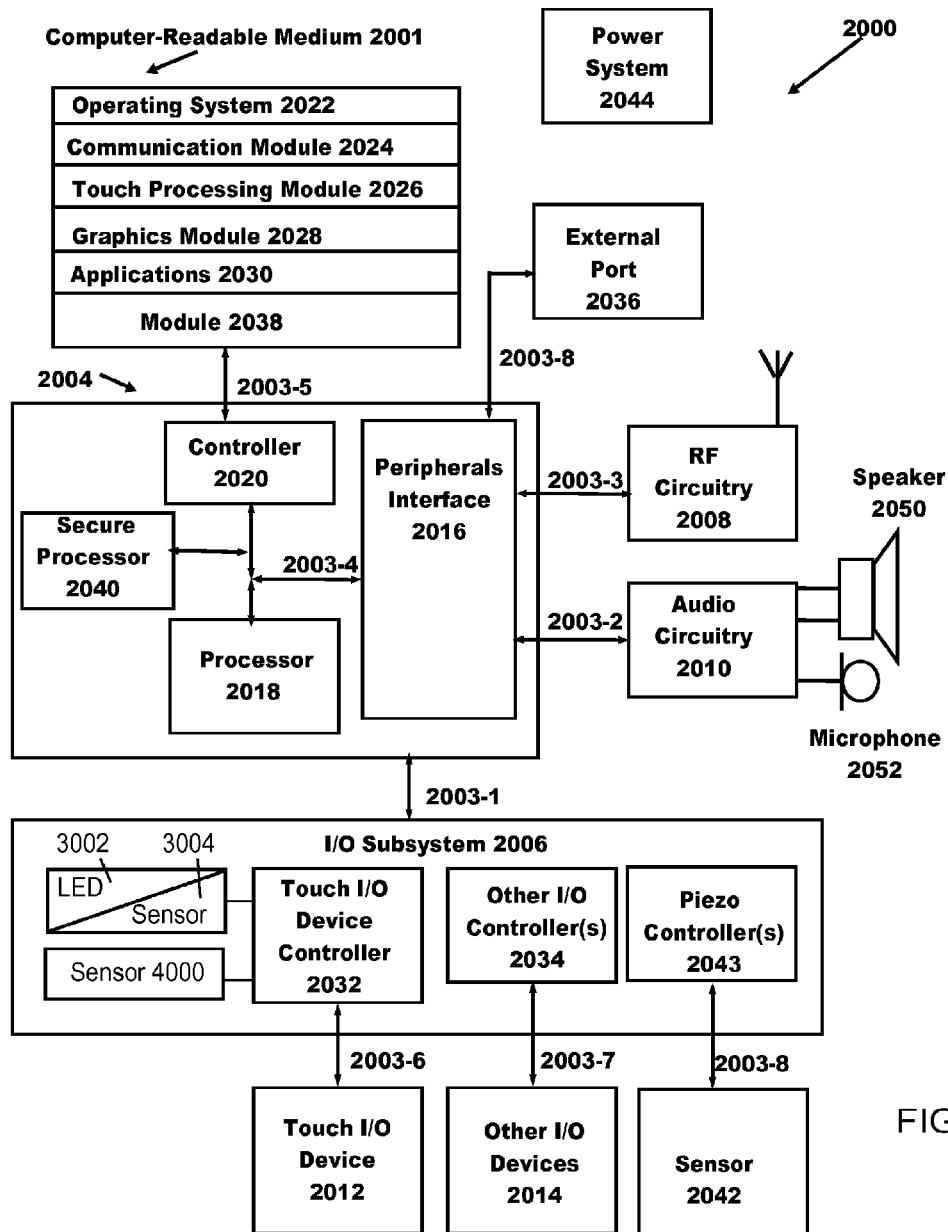 Computer-Readable Medium 2001
Power
System
2044
2000
Operating System 2022
Communication Module 2024
Touch Processing Module 2026
Graphics Module 2028
Applications 2030
Module 2038
External
Port
2036
2004
2003-5
2003-8
Controller
2020
Peripherals
Interface
2016
2003-3
RF
Circuitry
2008
Speaker
2050
Secure
Processor
2040
2003-4
Processor
2018
2003-2
Audio
Circuitry
2010
Microphone
2052
2003-1
I/O Subsystem 2006
3002
3004
LED
Sensor
Sensor 4000
Touch I/O
Device
Controller
2032
Other I/O
Controller(s)
2034
Piezo
Controller(s)
2043
2003-6
2003-7
2003-8
Touch I/O
Device
2012
Other I/O
Devices
2014
Sensor
2042
FIG